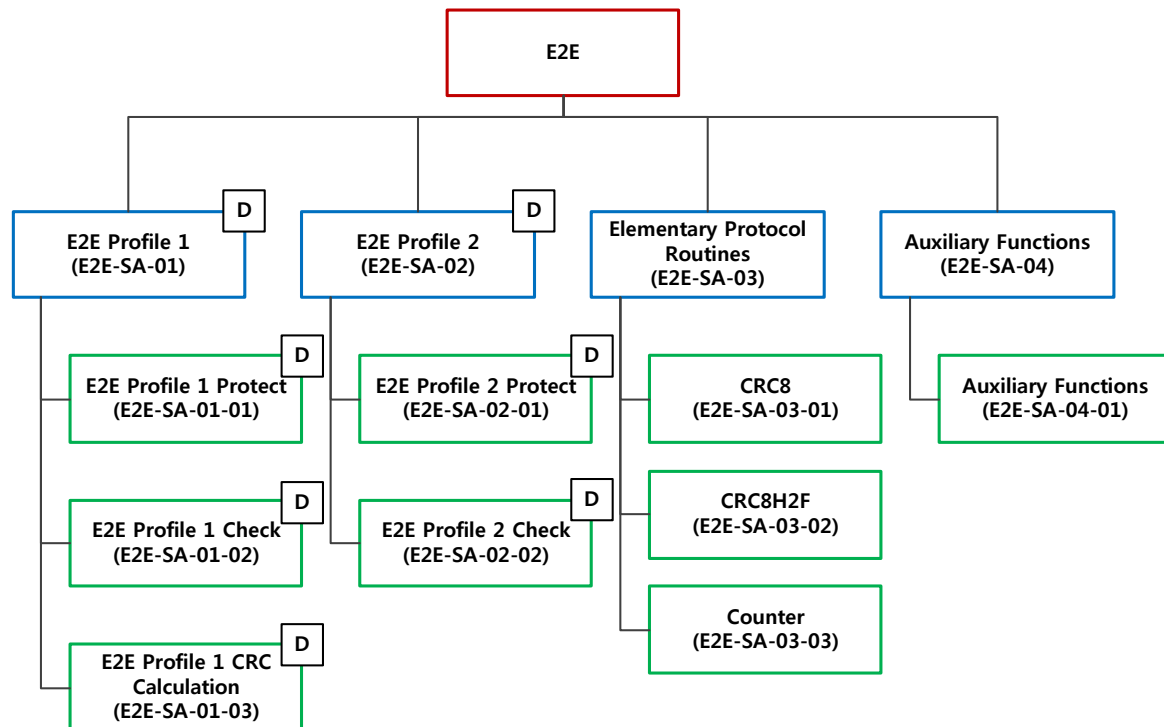 E2E
D
E2E Profile 1
(E2E-SA-01)
D
E2E Profile 2
(E2E-SA-02)
Elementary Protocol
Routines
(E2E-SA-03)
Auxiliary Functions
(E2E-SA-04)
D
E2E Profile 1 Protect
(E2E-SA-01-01)
D
E2E Profile 2 Protect
(E2E-SA-02-01)
CRC8
(E2E-SA-03-01)
Auxiliary Functions
(E2E-SA-04-01)
D
E2E Profile 1 Check
(E2E-SA-01-02)
D
E2E Profile 2 Check
(E2E-SA-02-02)
CRC8H2F
(E2E-SA-03-02)
D
E2E Profile 1 CRC
Calculation
(E2E-SA-01-03)
Counter
(E2E-SA-03-03)